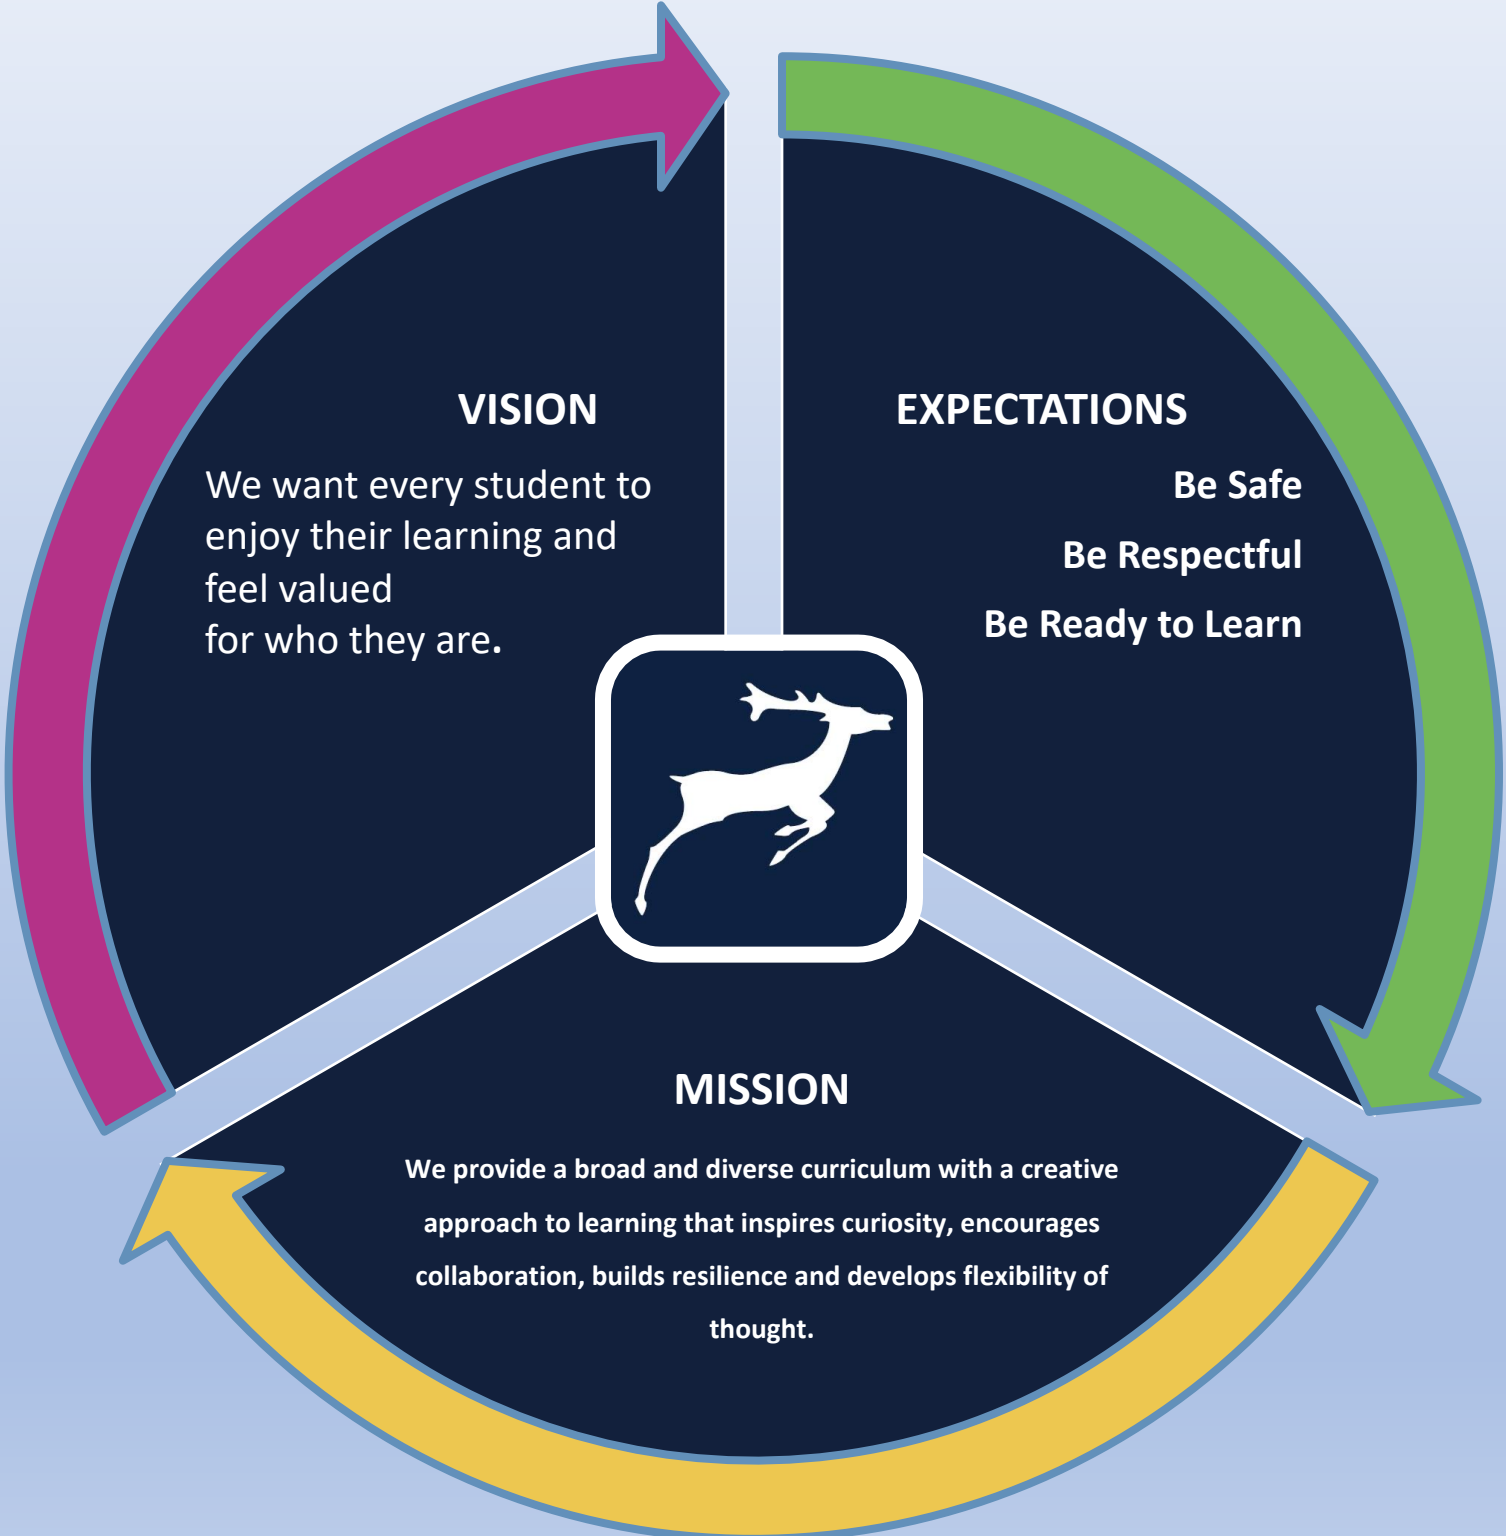 VISION
We want every student to
enjoy their learning and
feel valued
for who they are.
EXPECTATIONS
Be Safe
Be Respectful
Be Ready to Learn
MISSION
We provide a broad and diverse curriculum with a creative
approach to learning that inspires curiosity, encourages
collaboration, builds resilience and develops flexibility of
thought.